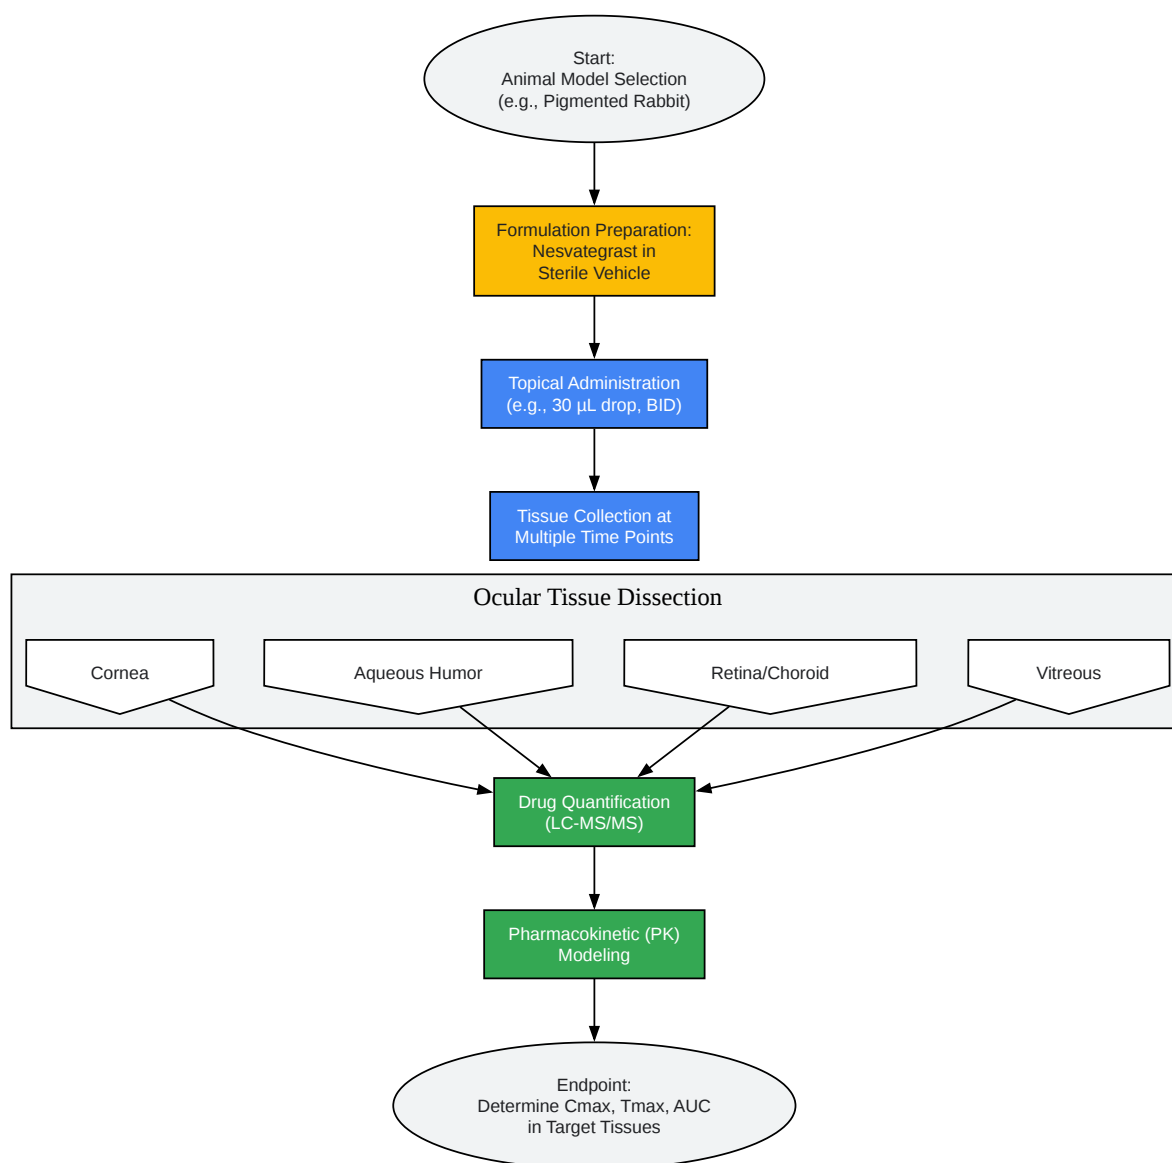 Start:
Animal Model Selection
(e.g., Pigmented Rabbit)
Formulation Preparation:
Nesvategrast in
Sterile Vehicle
Topical Administration
(e.g., 30 µL drop, BID)
Tissue Collection at
Multiple Time Points
Ocular Tissue Dissection
Cornea
Aqueous Humor
Retina/Choroid
Vitreous
Drug Quantification
(LC-MS/MS)
Pharmacokinetic (PK)
Modeling
Endpoint:
Determine Cmax, Tmax, AUC
in Target Tissues